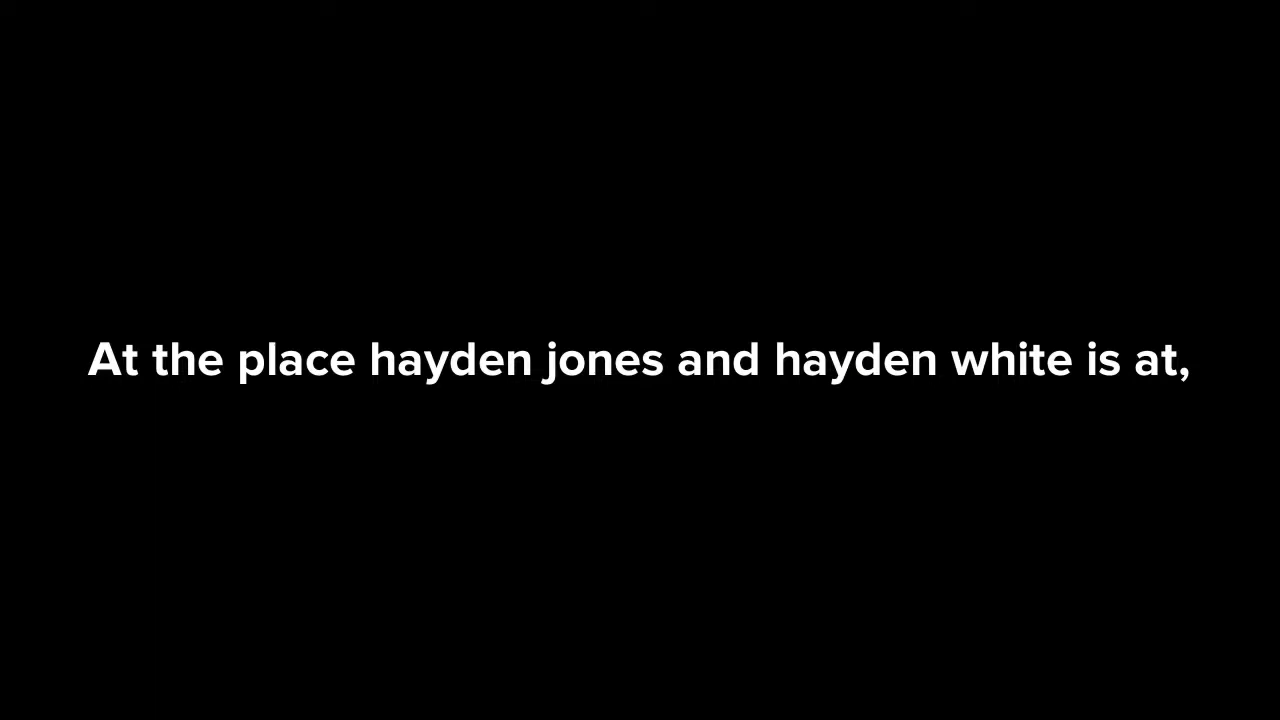 At the place hayden jones and hayden white is at,